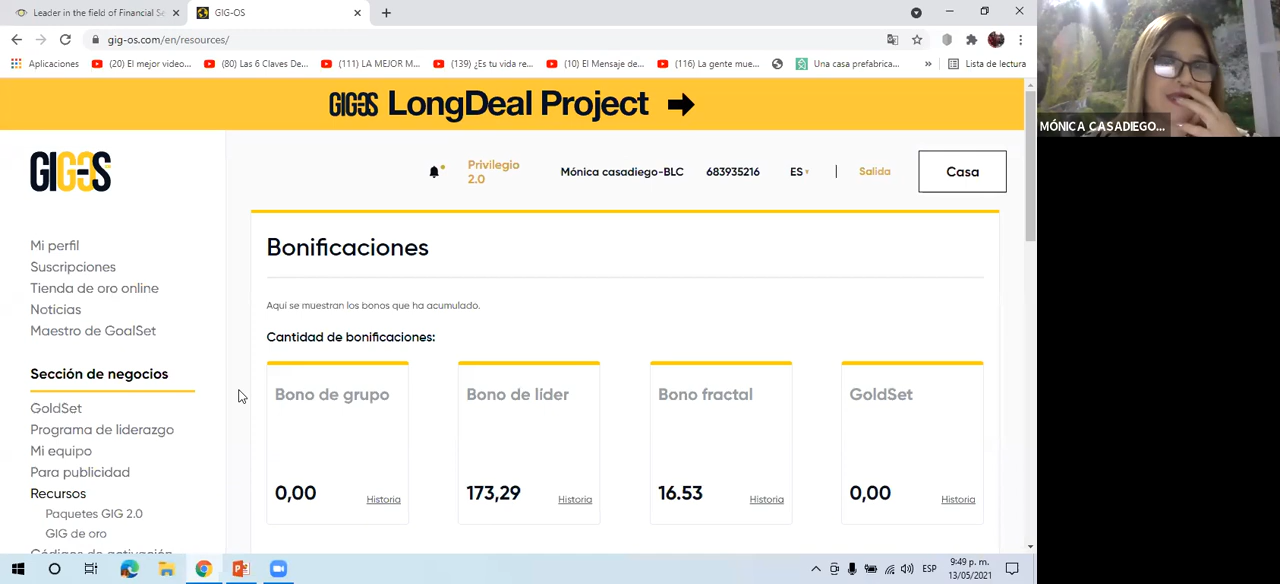 Leader in the field of Financial Se
GIG-OS
gig-os.com/en/resources/
Aplicaciones
(20) El mejor video...
(80) Las 6 Claves De...
(111) LA MEJOR M...
(139) ¿Es tu vida re...
(10) El Mensaje de...
(116) La gente mue...
Una casa prefabrica...
»
Lista de lectura
GIGOS LongDeal Project
MÓNICA CASADIEGO...
GIG-OS
Privilegio 
2.0
Mónica casadiego-BLC
683935216
ES
Salida
Casa
Mi perfil
Suscripciones
Tienda de oro online
Noticias
Maestro de GoalSet
Sección de negocios
GoldSet
Programa de liderazgo
Mi equipo
Para publicidad
Recursos
Paquetes GIG 2.0
GIG de oro
Códigos de activación
Bonificaciones
Aquí se muestran los bonos que ha acumulado.
Cantidad de bonificaciones:
Bono de grupo
0,00
Historia
Bono de líder
173,29
Historia
Bono fractal
16.53
Historia
GoldSet
0,00
Historia
ESP
9:49 p. m.
13/05/2021